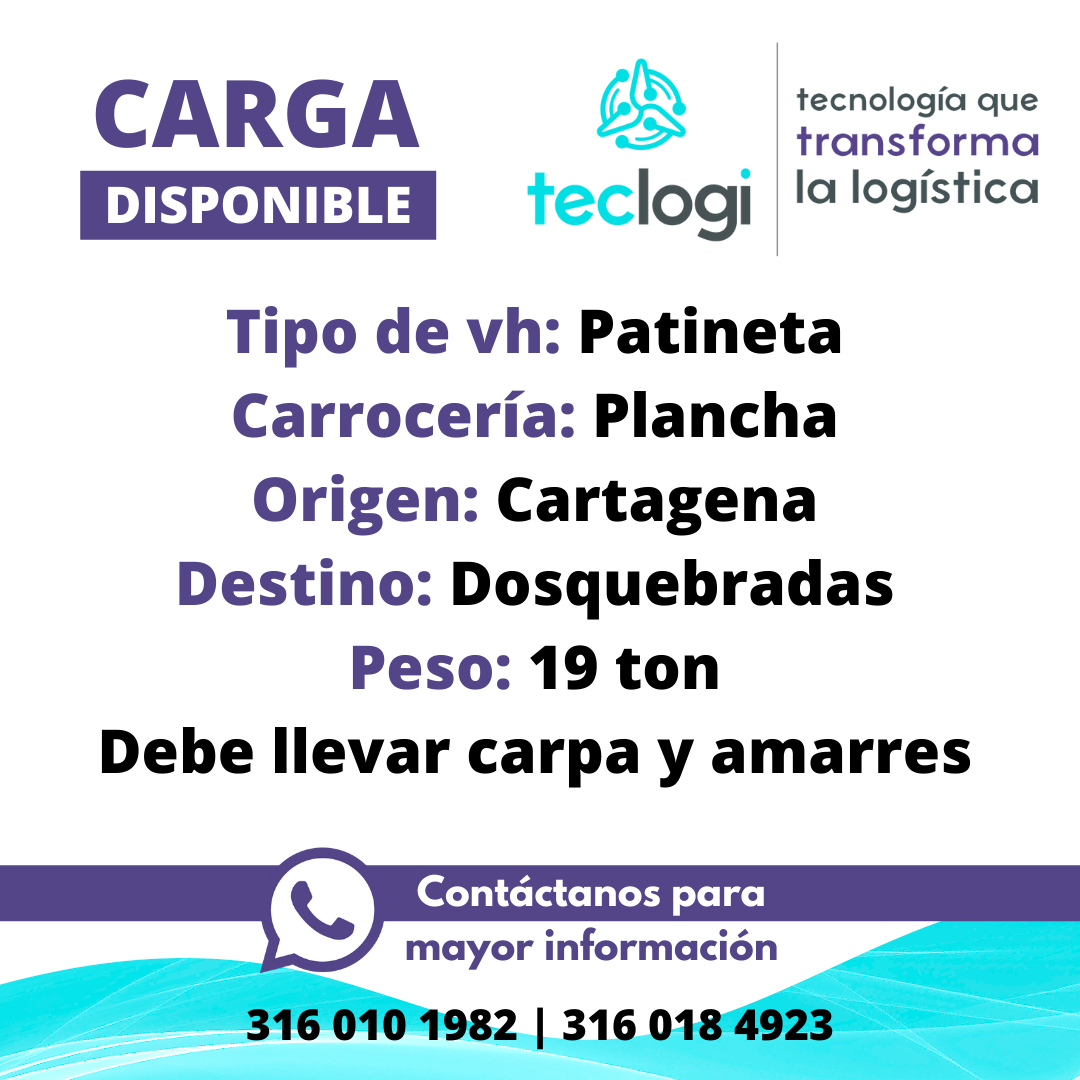 CARGA
DISPONIBLE
teclogi
tecnología que
transforma
la logística
Tipo de vh: Patineta
Carrocería: Plancha
Origen: Cartagena
Destino: Dosquebradas
Peso: 19 ton
Debe llevar carpa y amarres
Contáctanos para
mayor información
316 010 1982 | 316 018 4923